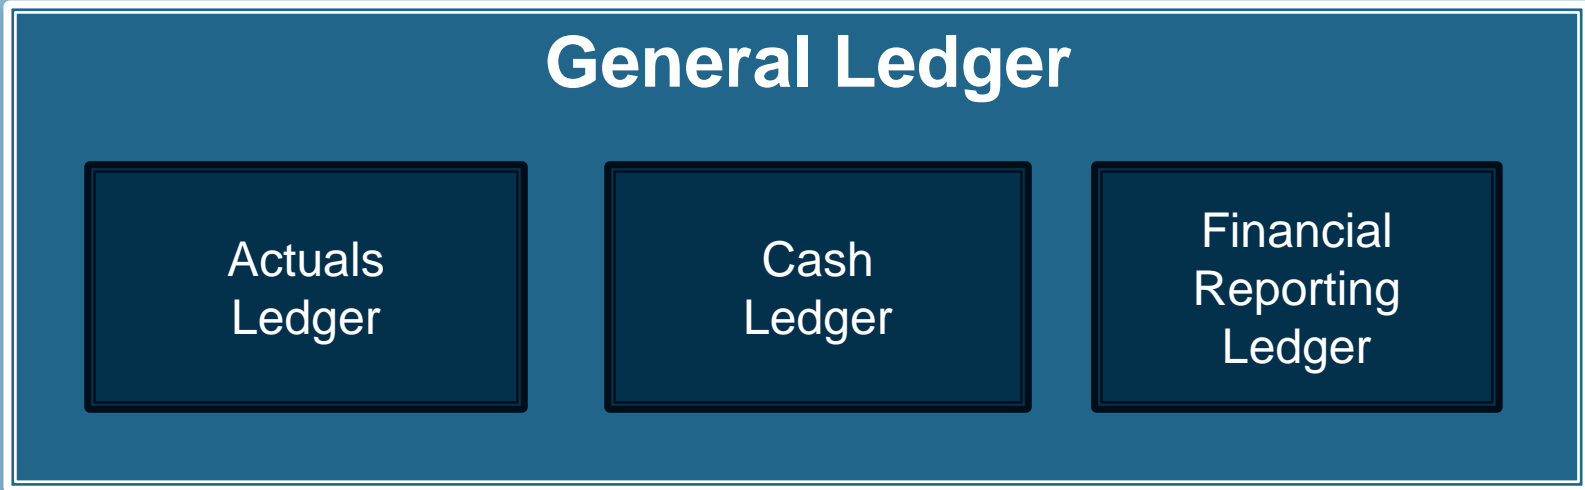 General Ledger
Actuals
Ledger
Cash
Ledger
Financial
Reporting
Ledger